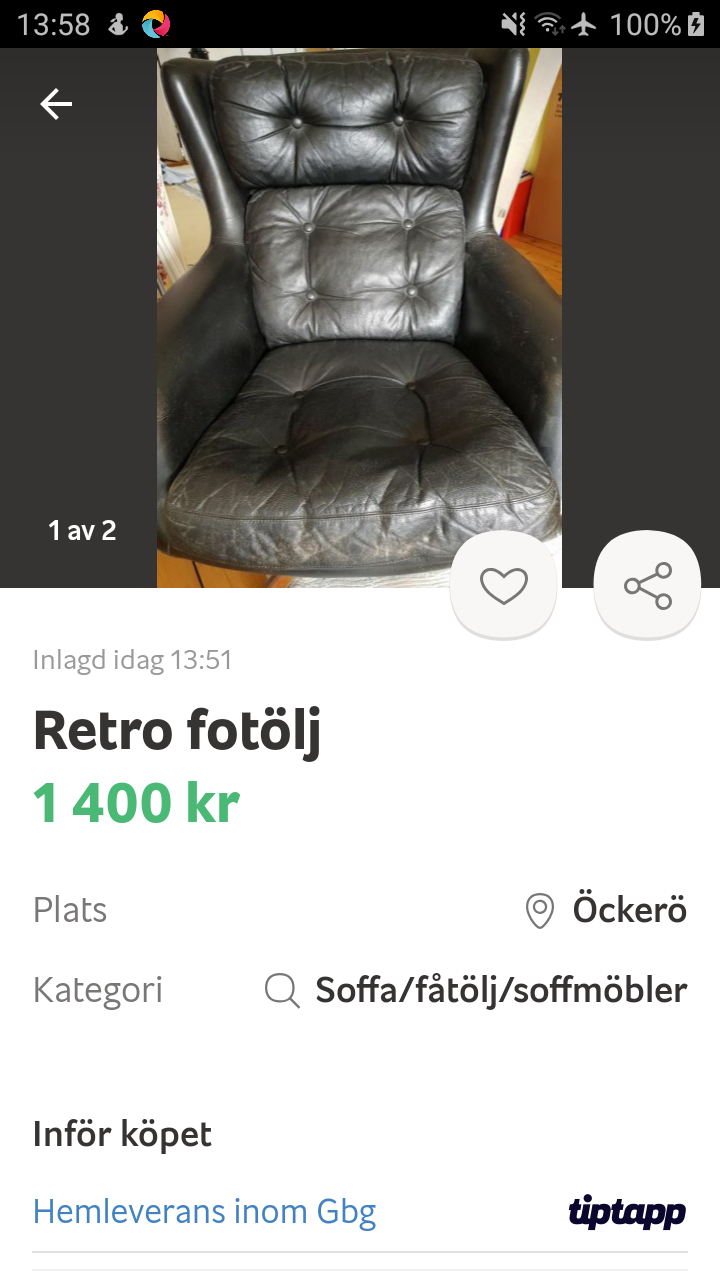 13:58
100%
1 av 2
Inlagd idag 13:51
Retro fotölj
1 400 kr
Plats
Öckerö
Kategori
Soffa/fåtölj/soffmöbler
Inför köpet
Hemleverans inom Gbg
tiptapp